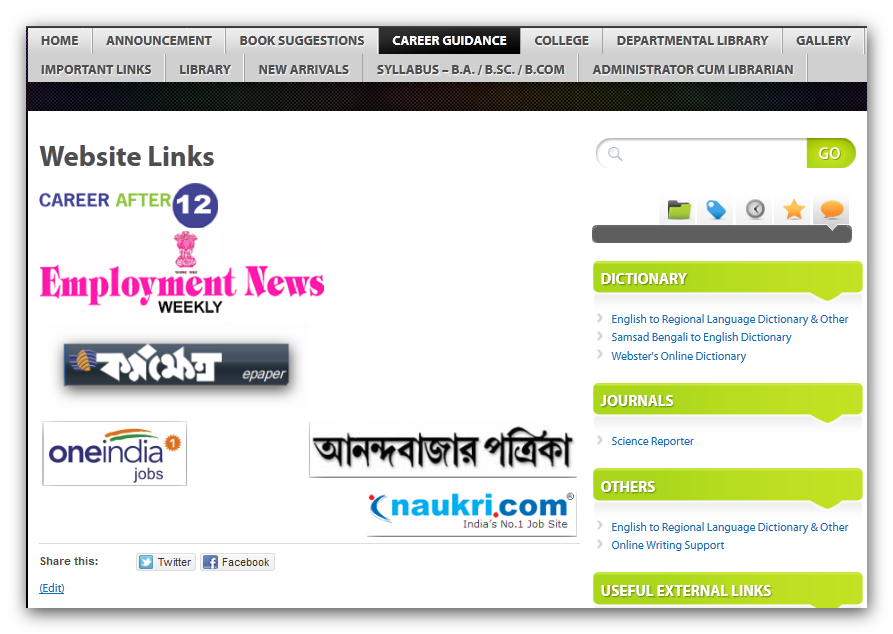 HOME ANNOUNCEMENT BOOK SUGGESTIONS CAREER GUIDANCE COLLEGE DEPARTMENTAL LIBRARY GALLERY
IMPORTANT LINKS LIBRARY NEW ARRIVALS SYLLABUS – B.A. / B.SC. / B.COM ADMINISTRATOR CUM LIBRARIAN
Website Links
CAREER AFTER 12
Employment News
WEEKLY
কর্মক্ষেত্র
epaper
oneindia 1
jobs
আনন্দবাজার পত্রিকা
naukri.com®
India's No.1 Job Site
Share this: Twitter Facebook
(Edit)
GO
DICTIONARY
English to Regional Language Dictionary & Other
Samsad Bengali to English Dictionary
Webster's Online Dictionary
JOURNALS
Science Reporter
OTHERS
English to Regional Language Dictionary & Other
Online Writing Support
USEFUL EXTERNAL LINKS